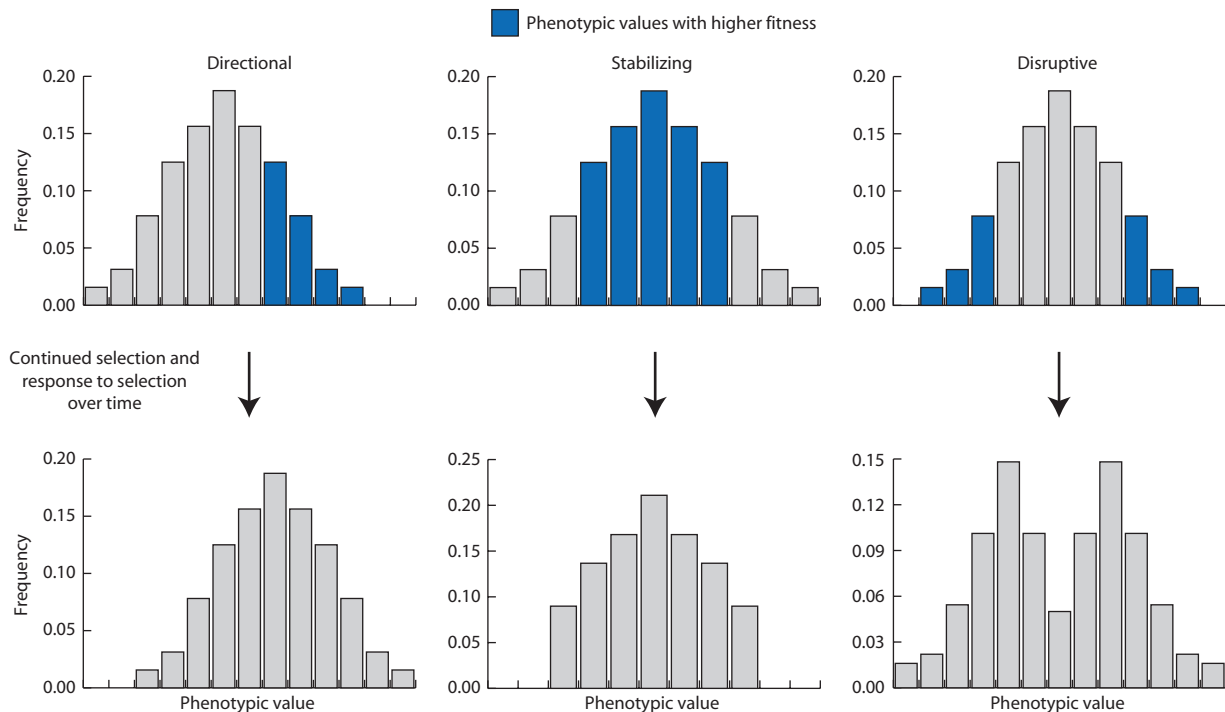 Phenotypic values with higher fitness
Directional
Stabilizing
Disruptive
Frequency
0.20
0.15
0.10
0.05
0.00
0.20
0.15
0.10
0.05
0.00
0.20
0.15
0.10
0.05
0.00
Continued selection and
response to selection
over time
Frequency
0.20
0.15
0.10
0.05
0.00
Phenotypic value
0.25
0.20
0.15
0.10
0.05
0.00
Phenotypic value
0.15
0.12
0.09
0.06
0.03
0.00
Phenotypic value